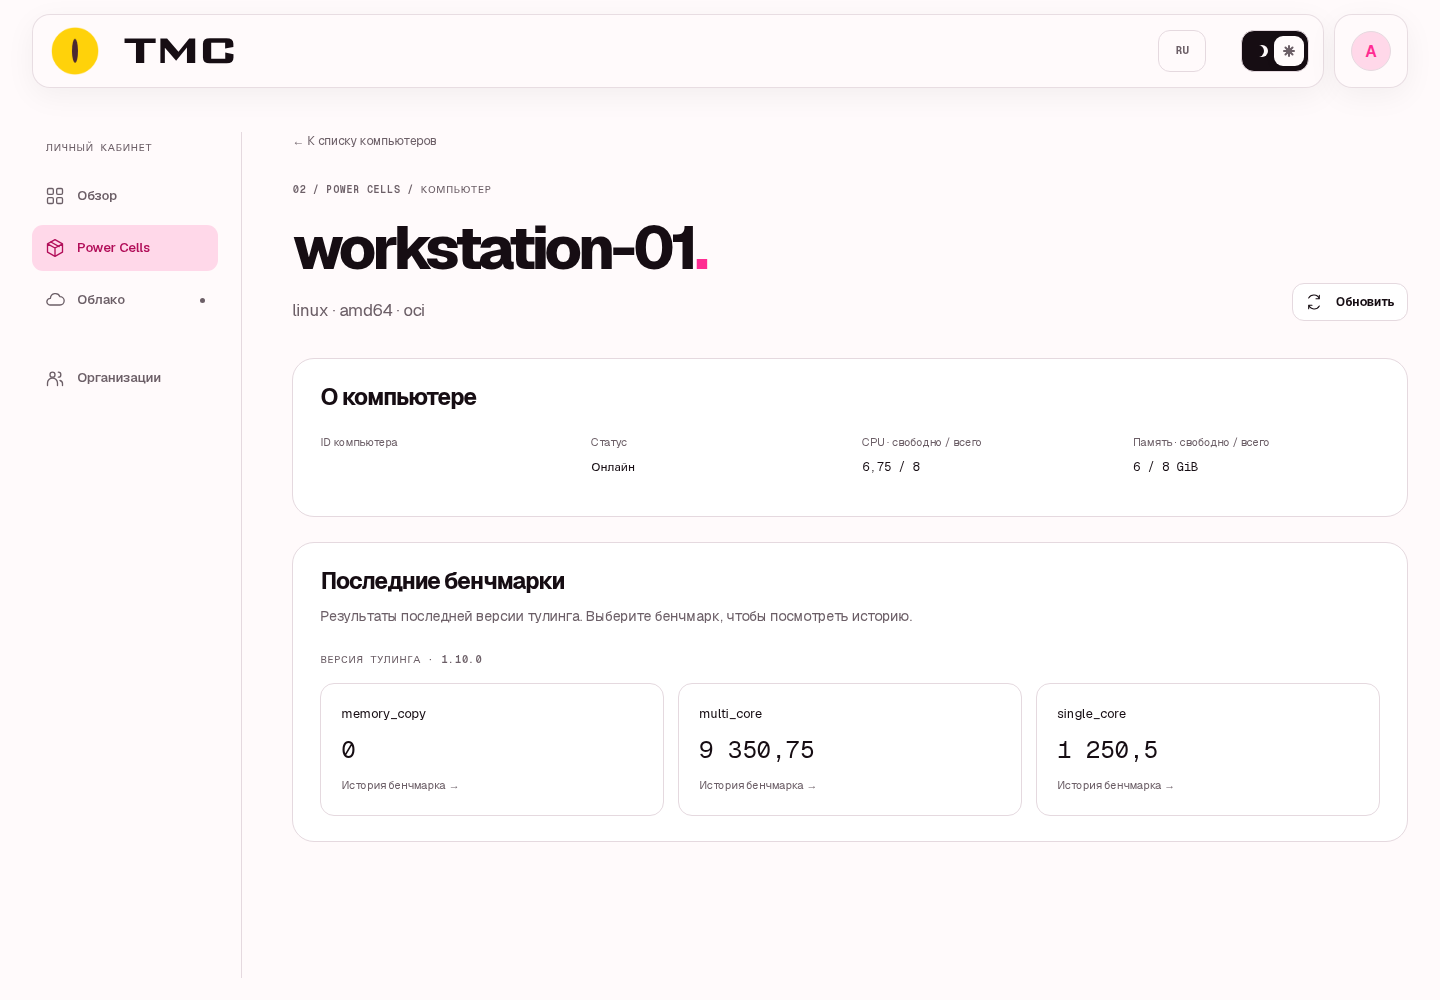 TMC
RU
A
ЛИЧНЫЙ КАБИНЕТ
Обзор
Power Cells
Облако
Организации
← К списку компьютеров
02 / POWER CELLS / КОМПЬЮТЕР
workstation-01.
linux · amd64 · oci
Обновить
О компьютере
ID компьютера
Статус
Онлайн
CPU · свободно / всего
6,75 / 8
Память · свободно / всего
6 / 8 GiB
Последние бенчмарки
Результаты последней версии тулинга. Выберите бенчмарк, чтобы посмотреть историю.
ВЕРСИЯ ТУЛИНГА · 1.10.0
memory_copy
0
История бенчмарка →
multi_core
9 350,75
История бенчмарка →
single_core
1 250,5
История бенчмарка →